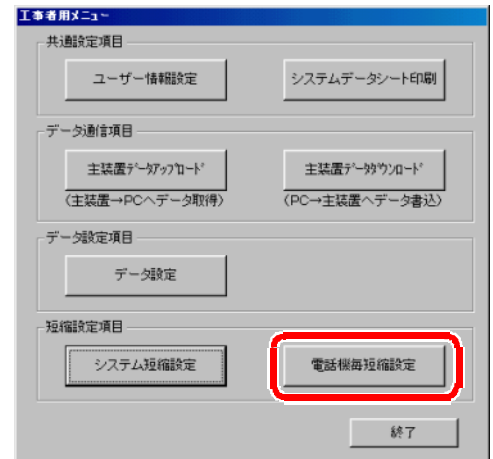 工事者用メニュー
共通設定項目
ユーザー情報設定
システムデータシート印刷
データ通信項目
主装置データアップロード
主装置データダウンロード
（主装置→PCへデータ取得）
（PC→主装置へデータ書込）
データ設定項目
データ設定
短縮設定項目
システム短縮設定
電話機毎短縮設定
終了